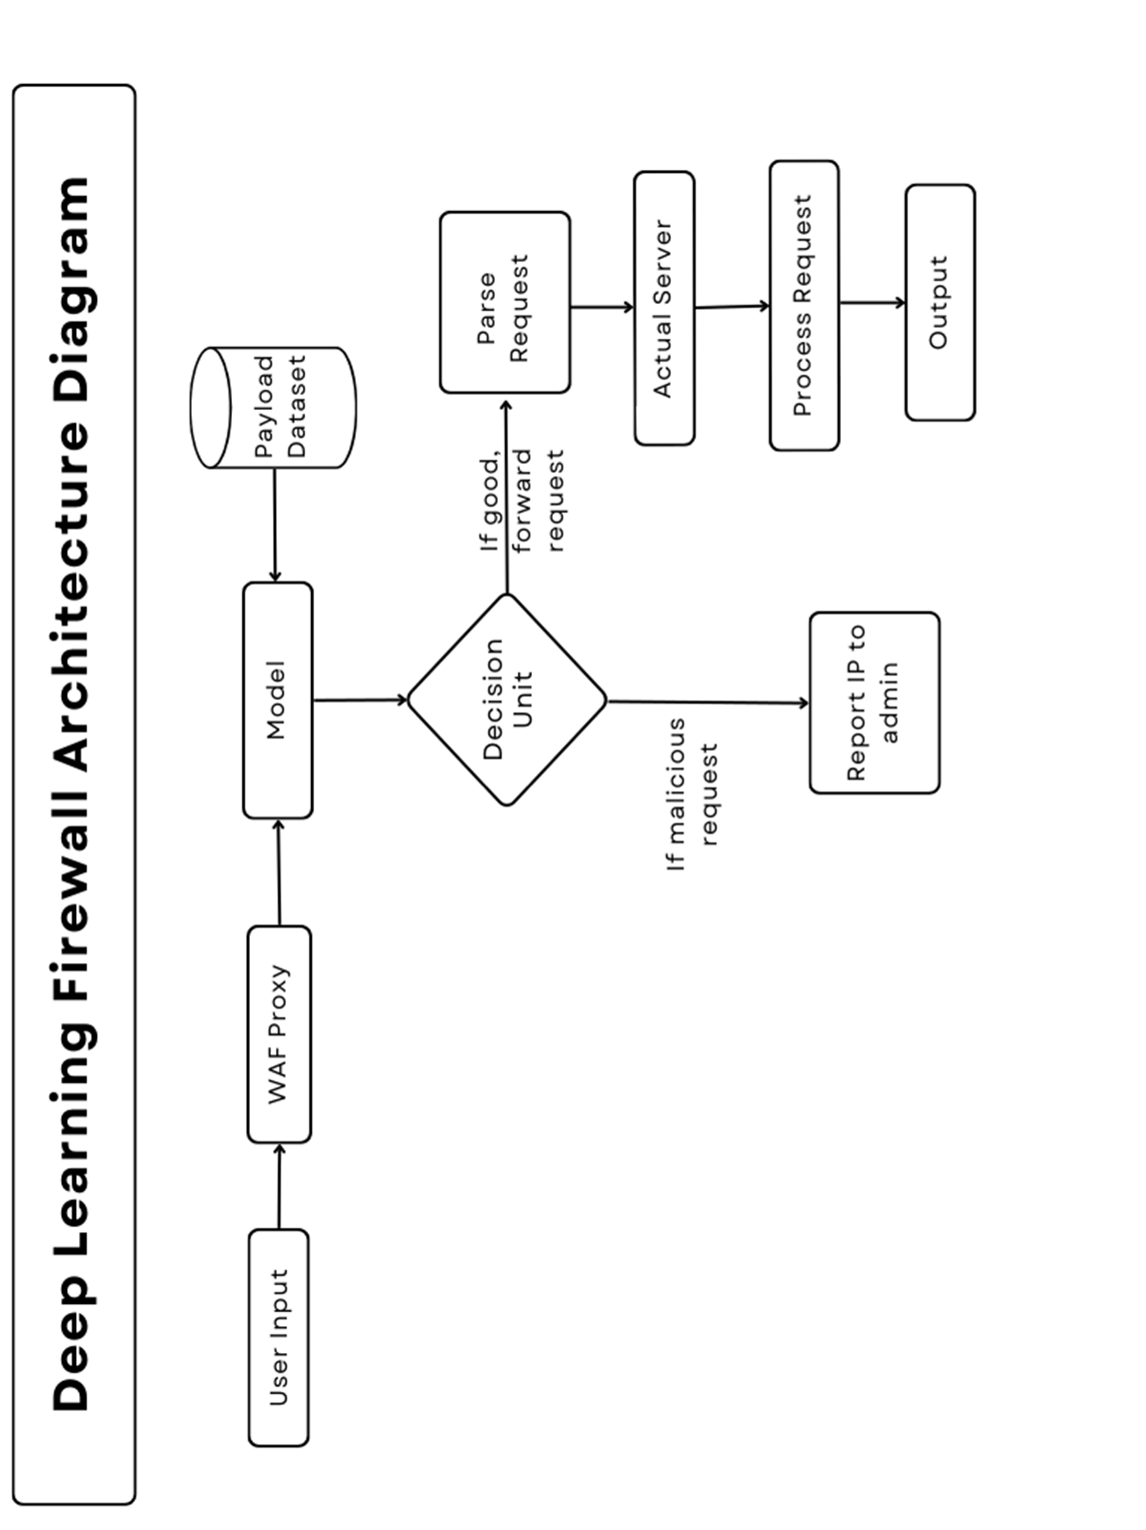 Deep Learning Firewall Architecture Diagram
User Input
WAF Proxy
Model
Payload
Dataset
Decision
Unit
If good,
forward
request
Parse
Request
Actual Server
Process Request
Output
If malicious
request
Report IP to
admin